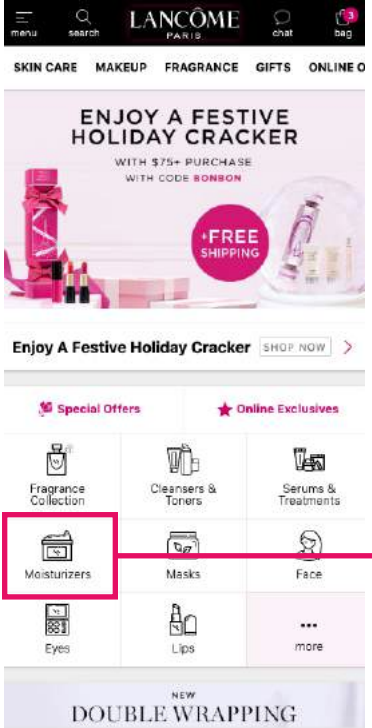 LANCÔME
PARIS
menu search chat bag
3
SKIN CARE MAKEUP FRAGRANCE GIFTS ONLINE O
ENJOY A FESTIVE
HOLIDAY CRACKER
WITH $75+ PURCHASE
WITH CODE BONBON
+FREE
SHIPPING
Enjoy A Festive Holiday Cracker SHOP NOW >
Special Offers Online Exclusives
Fragrance
Collection
Cleansers &
Toners
Serums &
Treatments
Moisturizers Masks Face
Eyes Lips more
NEW
DOUBLE WRAPPING